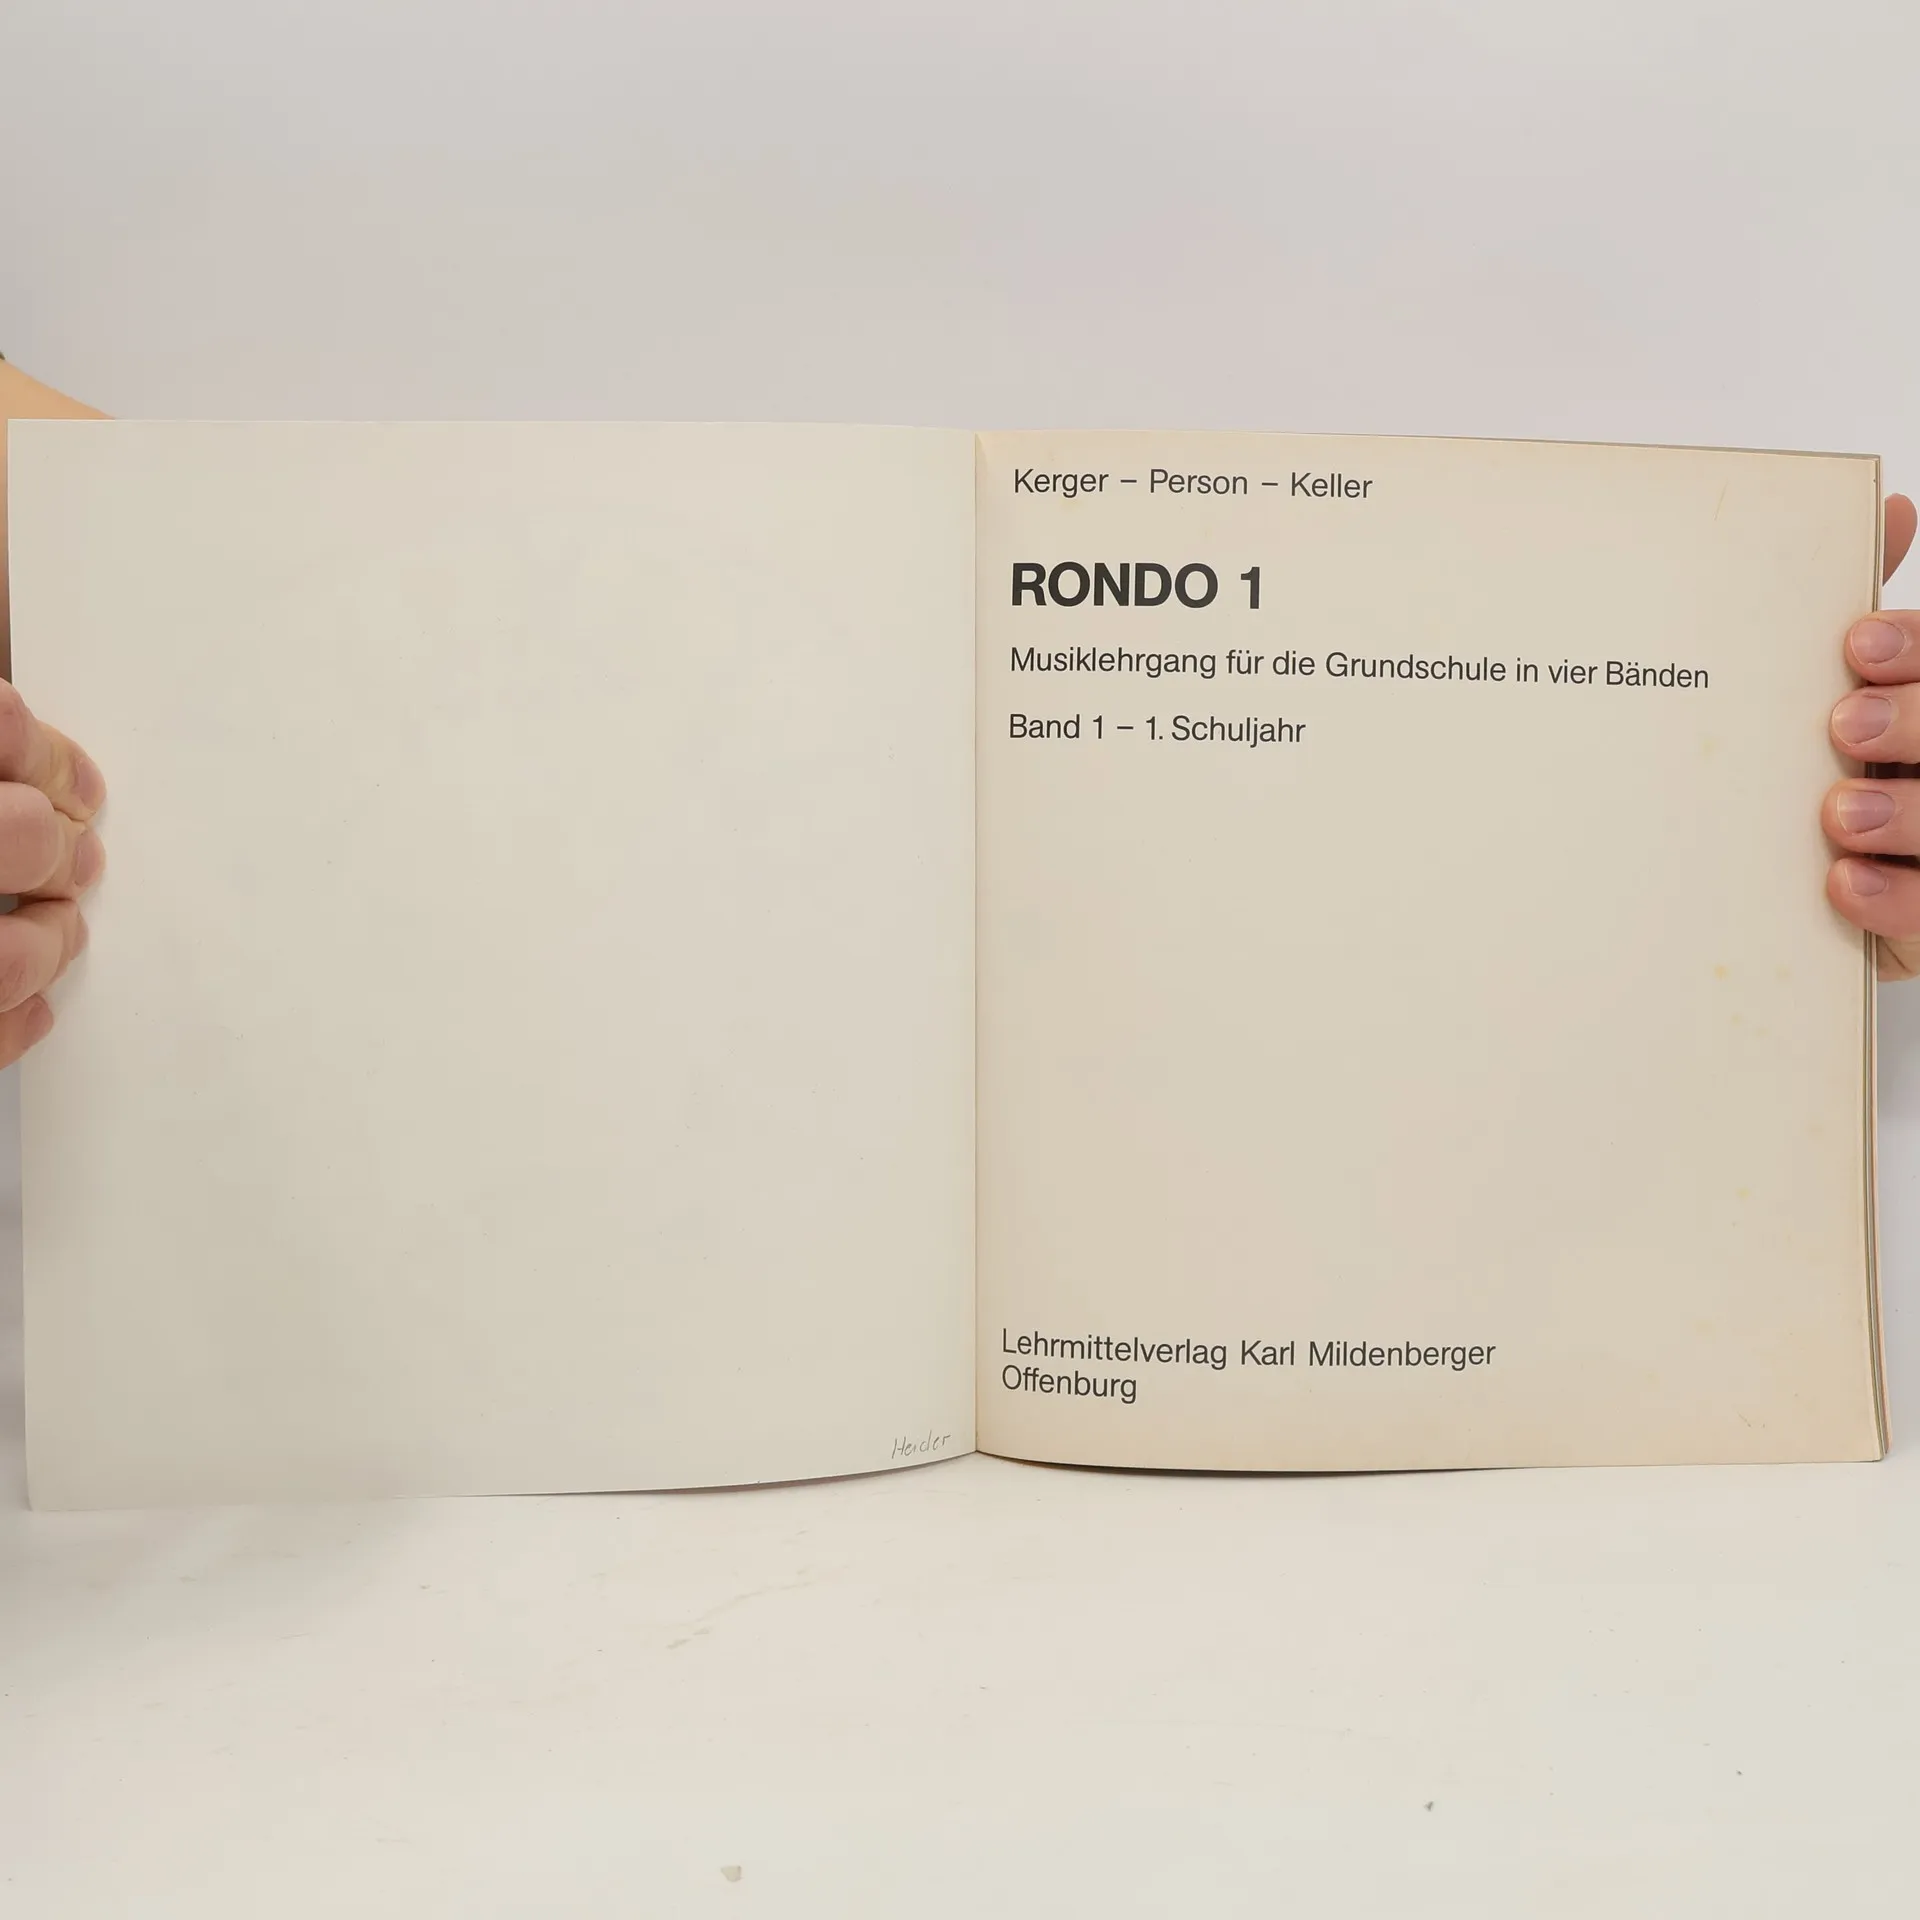 Kerger – Person – Keller
RONDO 1
Musiklehrgang für die Grundschule in vier Bänden
Band 1 – 1. Schuljahr
Lehrmittelverlag Karl Mildenberger
Offenburg